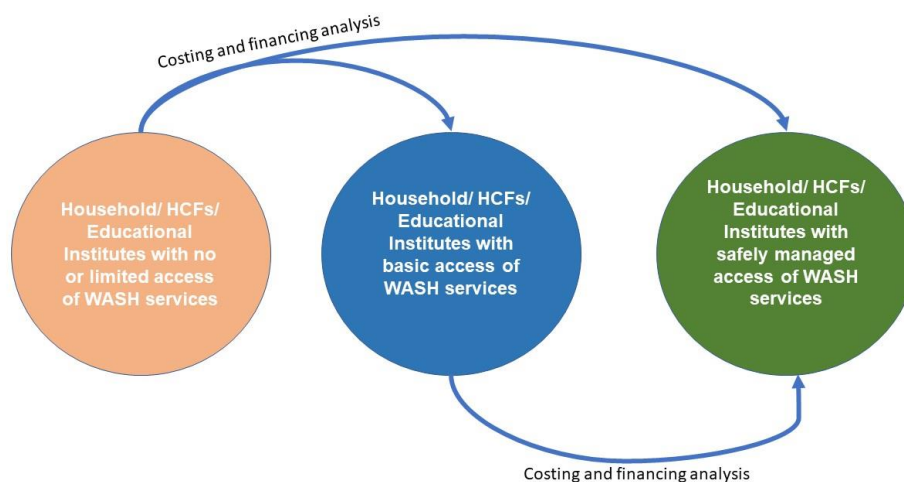 Costing and financing analysis
Household/ HCFs/
Educational
Institutes with no
or limited access
of WASH services
Household/ HCFs/
Educational
Institutes with
basic access of
WASH services
Household/ HCFs/
Educational
Institutes with
safely managed
access of WASH
services
Costing and financing analysis